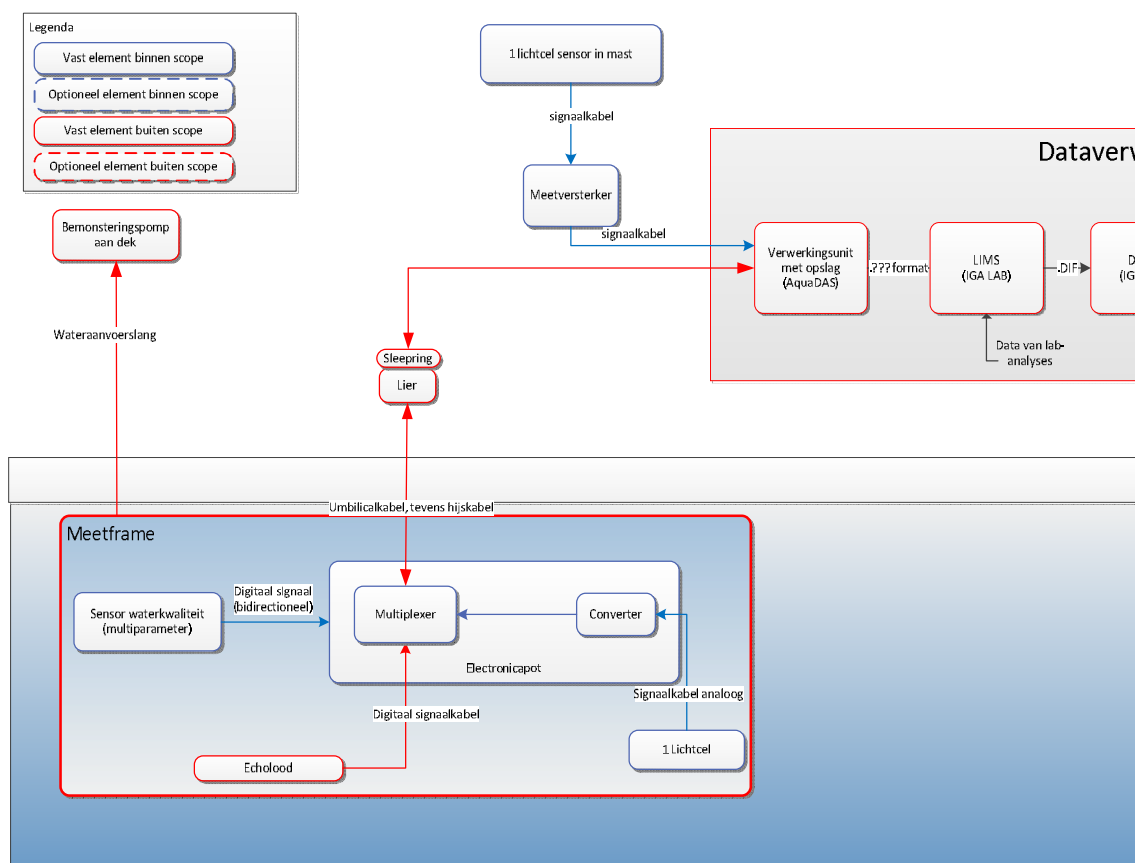 Legenda
Vast element binnen scope
Optioneel element binnen scope
Vast element buiten scope
Optioneel element buiten scope
1 lichtcel sensor in mast
signaalkabel
Meetversterker
signaalkabel
Dataverw
Verwerkingsunit
met opslag
(AquaDAS)
.??? format
LIMS
(IGA LAB)
.DIF
D
(IG
Data van lab-
analyses
Bemonsteringspomp
aan dek
Wateraanvoerslang
Sleepring
Lier
Umbilicalkabel, tevens hijskabel
Meetframe
Sensor waterkwaliteit
(multiparameter)
Digitaal signaal
(bidirectioneel)
Multiplexer
Converter
Electronicapot
Signaalkabel analoog
Digitaal signaalkabel
1 Lichtcel
Echolood